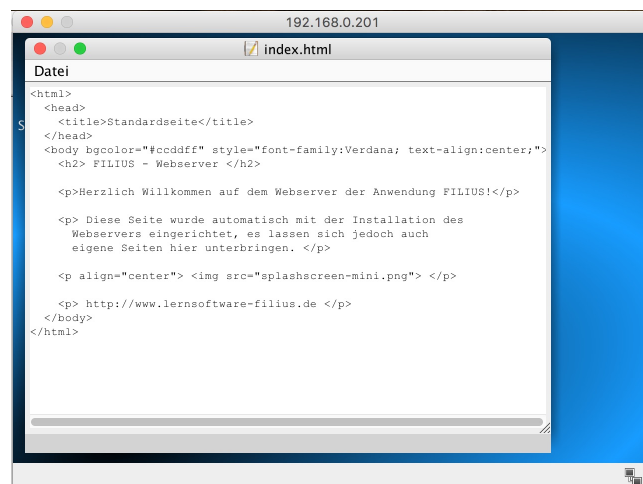 192.168.0.201
index.html
Datei
<html>
<head>
<title>Standardseite</title>
</head>
<body bgcolor="#ccddff" style="font-family:Verdana; text-align:center;">
<h2> FILIUS - Webserver </h2>
<p>Herzlich Willkommen auf dem Webserver der Anwendung FILIUS!</p>
<p> Diese Seite wurde automatisch mit der Installation des
Webservers eingerichtet, es lassen sich jedoch auch
eigene Seiten hier unterbringen. </p>
<p align="center"> <img src="splashscreen-mini.png"> </p>
<p> http://www.lernsoftware-filius.de </p>
</body>
</html>